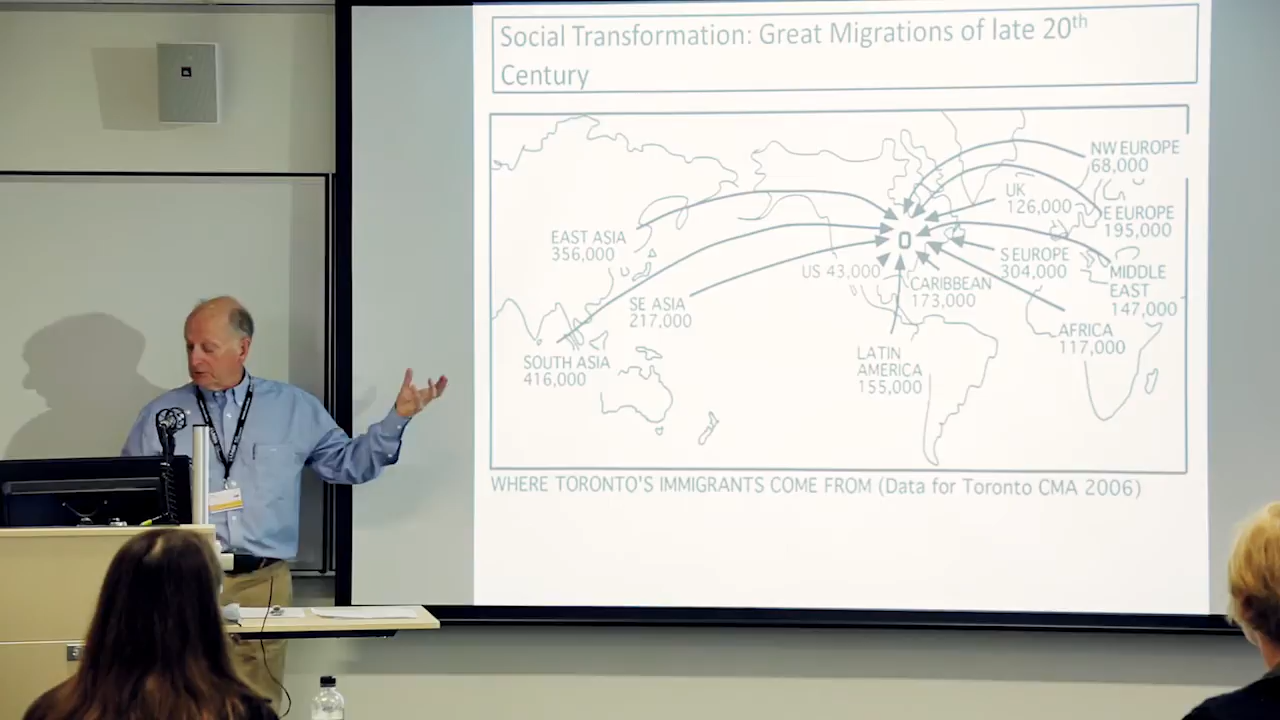 Social Transformation: Great Migrations of late 20th
Century
NW EUROPE
68,000
UK
126,000
E EUROPE
195,000
EAST ASIA
356,000
S EUROPE
304,000
US 43,000
MIDDLE
EAST
147,000
CARIBBEAN
173,000
SE ASIA
217,000
AFRICA
117,000
SOUTH ASIA
416,000
LATIN
AMERICA
155,000
WHERE TORONTO'S IMMIGRANTS COME FROM (Data for Toronto CMA 2006)